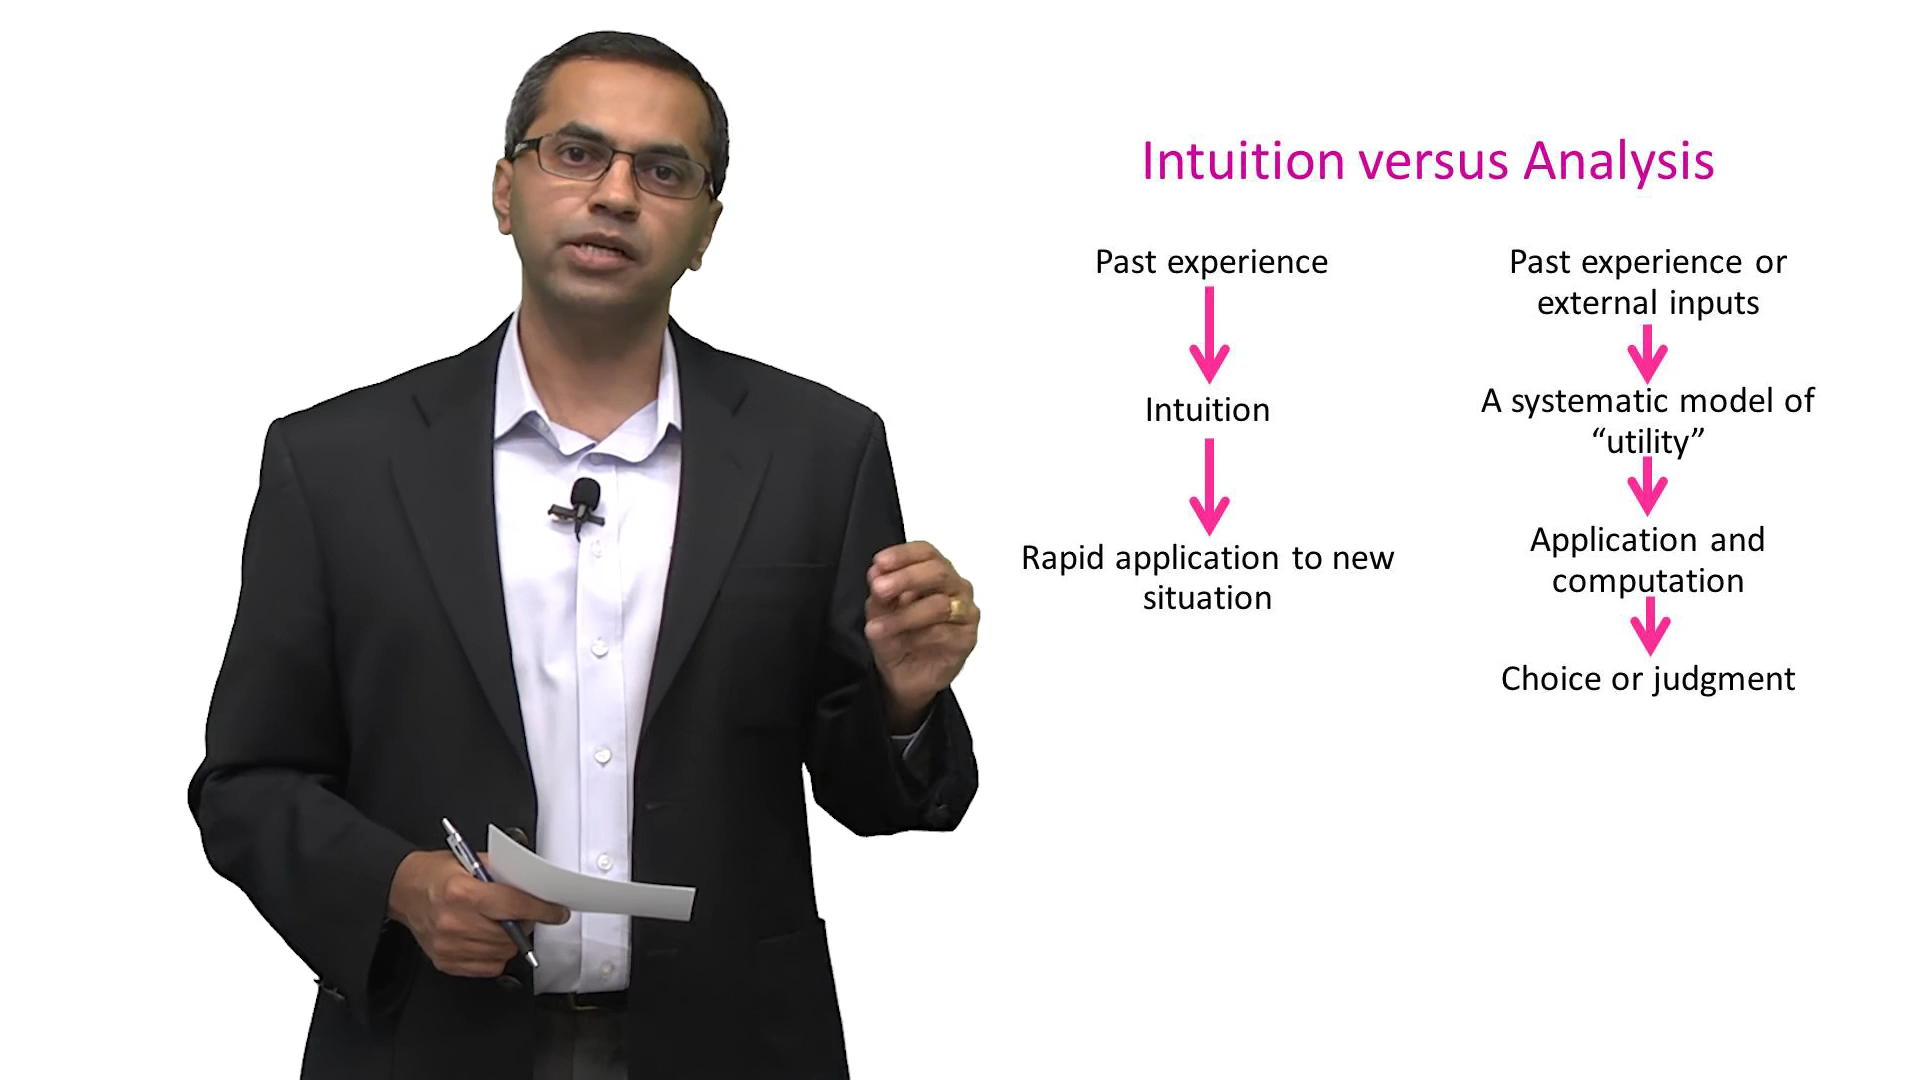 Intuition versus Analysis
Past experience
Intuition
Rapid application to new
situation
Past experience or
external inputs
A systematic model of
“utility”
Application and
computation
Choice or judgment